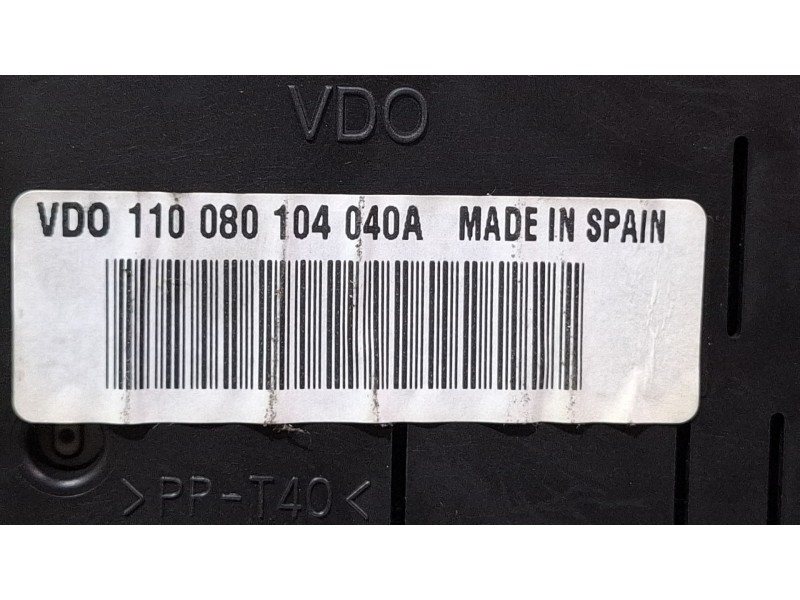 VDO
VDO 110 080 104 040A MADE IN SPAIN
>PP-T40<